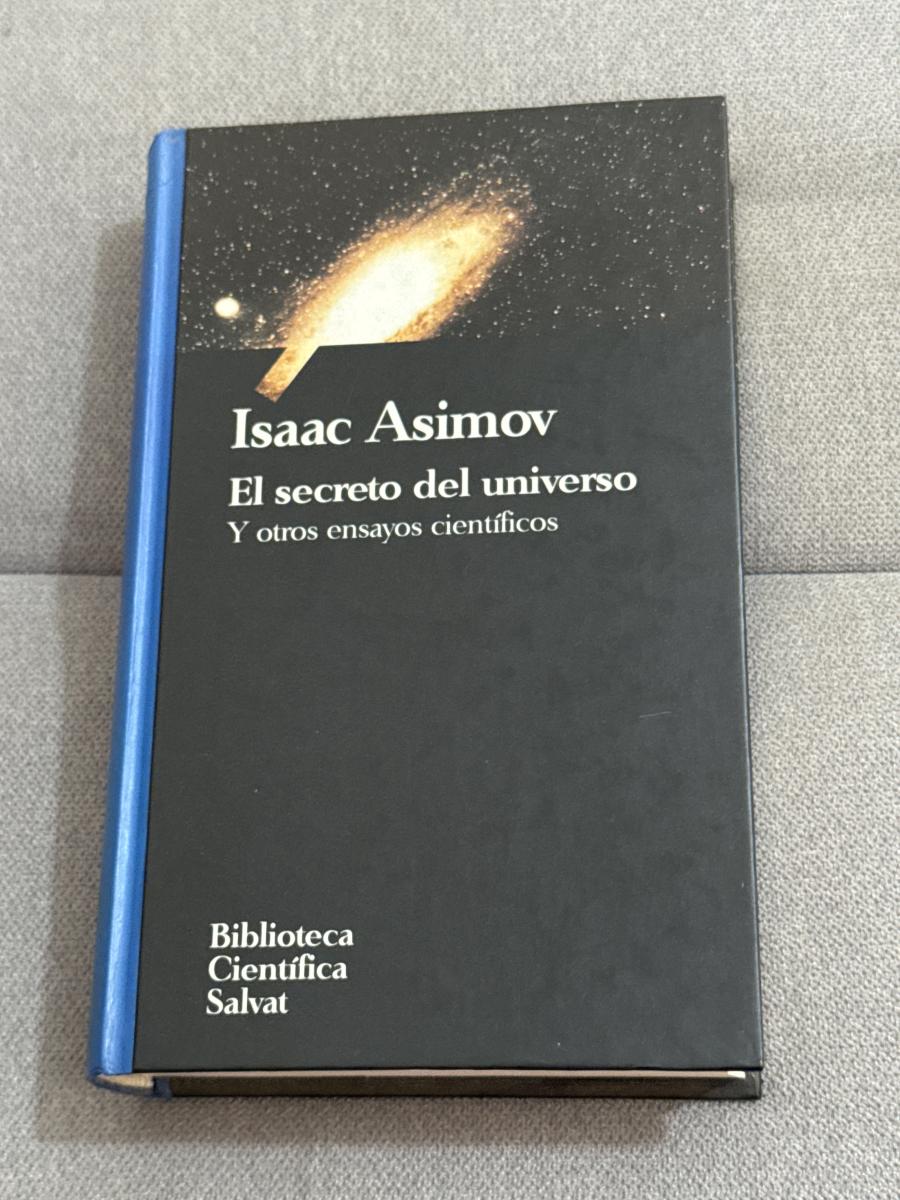 Isaac Asimov
El secreto del universo
Y otros ensayos científicos
Biblioteca
Científica
Salvat